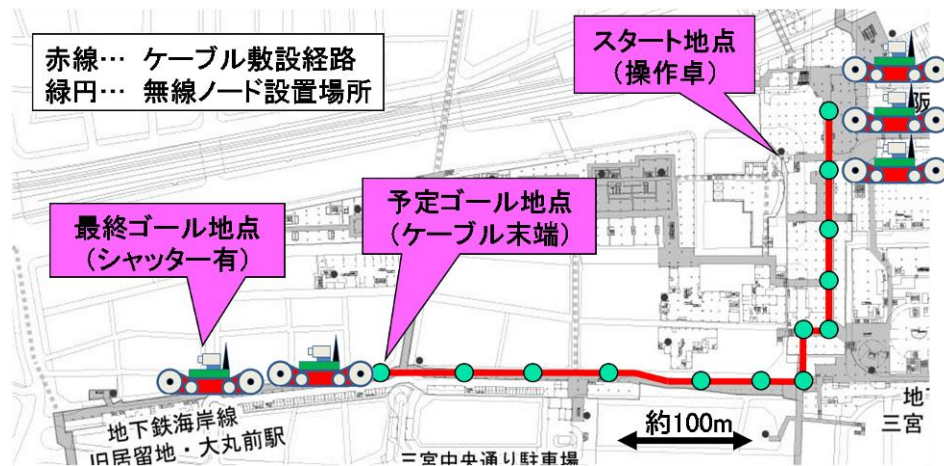 赤線… ケーブル敷設経路
緑円… 無線ノード設置場所
スタート地点
（操作卓）
阪
最終ゴール地点
（シャッター有）
予定ゴール地点
（ケーブル末端）
地下鉄海岸線
旧居留地・大丸前駅
三宮中央通り駐車場
約100m
地
三宮